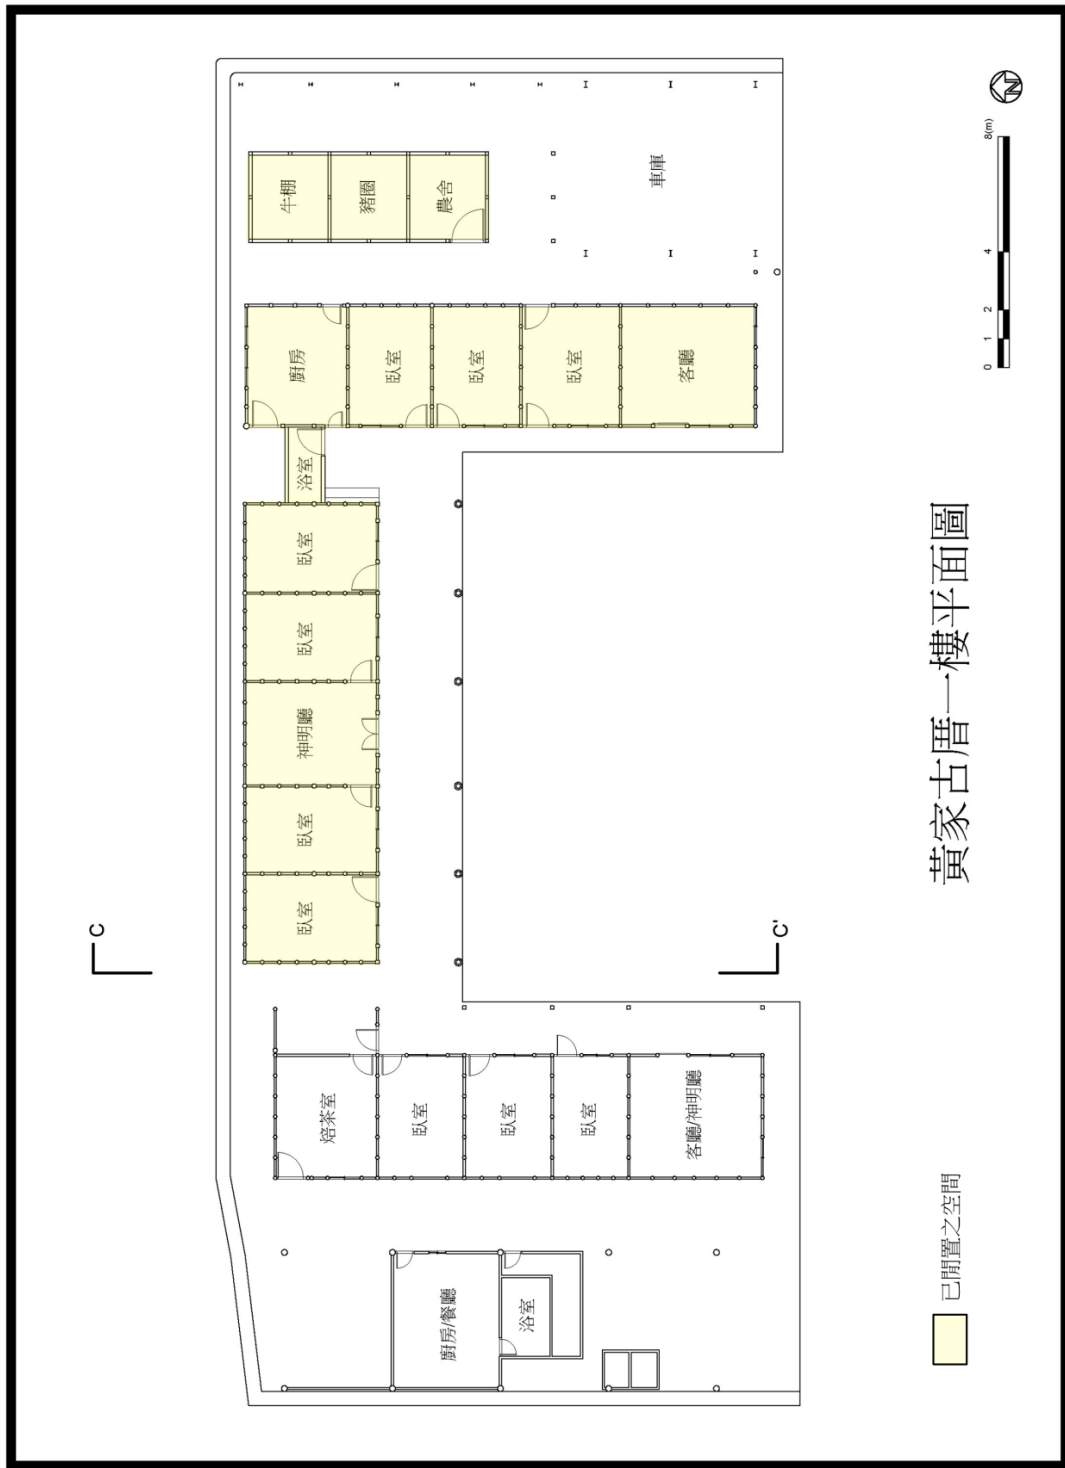 C
廚房/餐廳
浴室
焙茶室
臥室
臥室
臥室
客廳/神明廳
臥室
臥室
神明廳
臥室
臥室
浴室
廚房
臥室
臥室
臥室
客廳
牛棚
豬圈
農舍
車庫
C'
已閒置之空間
黃家古厝一樓平面圖
0 1 2 4 8(m)
N